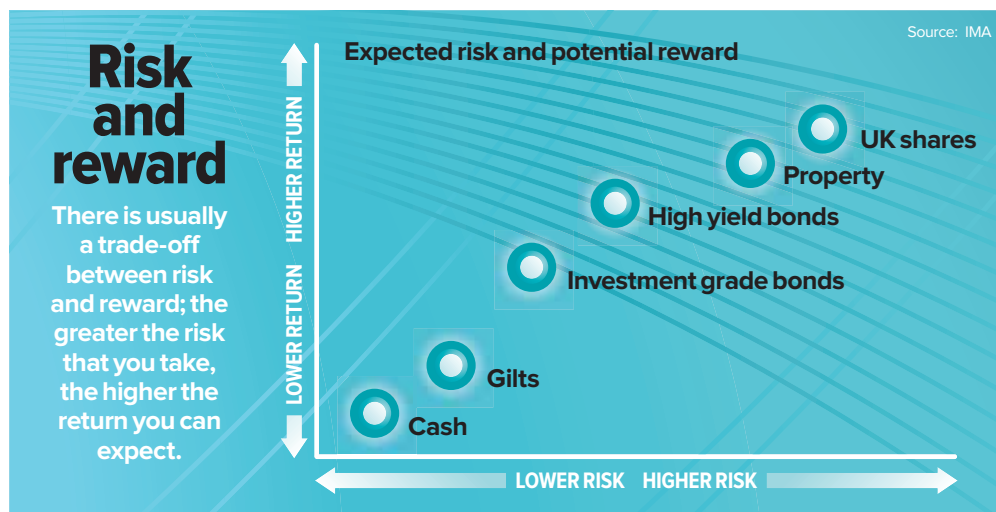 Source: IMA
Risk
and
reward
There is usually
a trade-off
between risk
and reward; the
greater the risk
that you take,
the higher the
return you can
expect.
Expected risk and potential reward
HIGHER RETURN
LOWER RETURN
UK shares
Property
High yield bonds
Investment grade bonds
Gilts
Cash
LOWER RISK HIGHER RISK